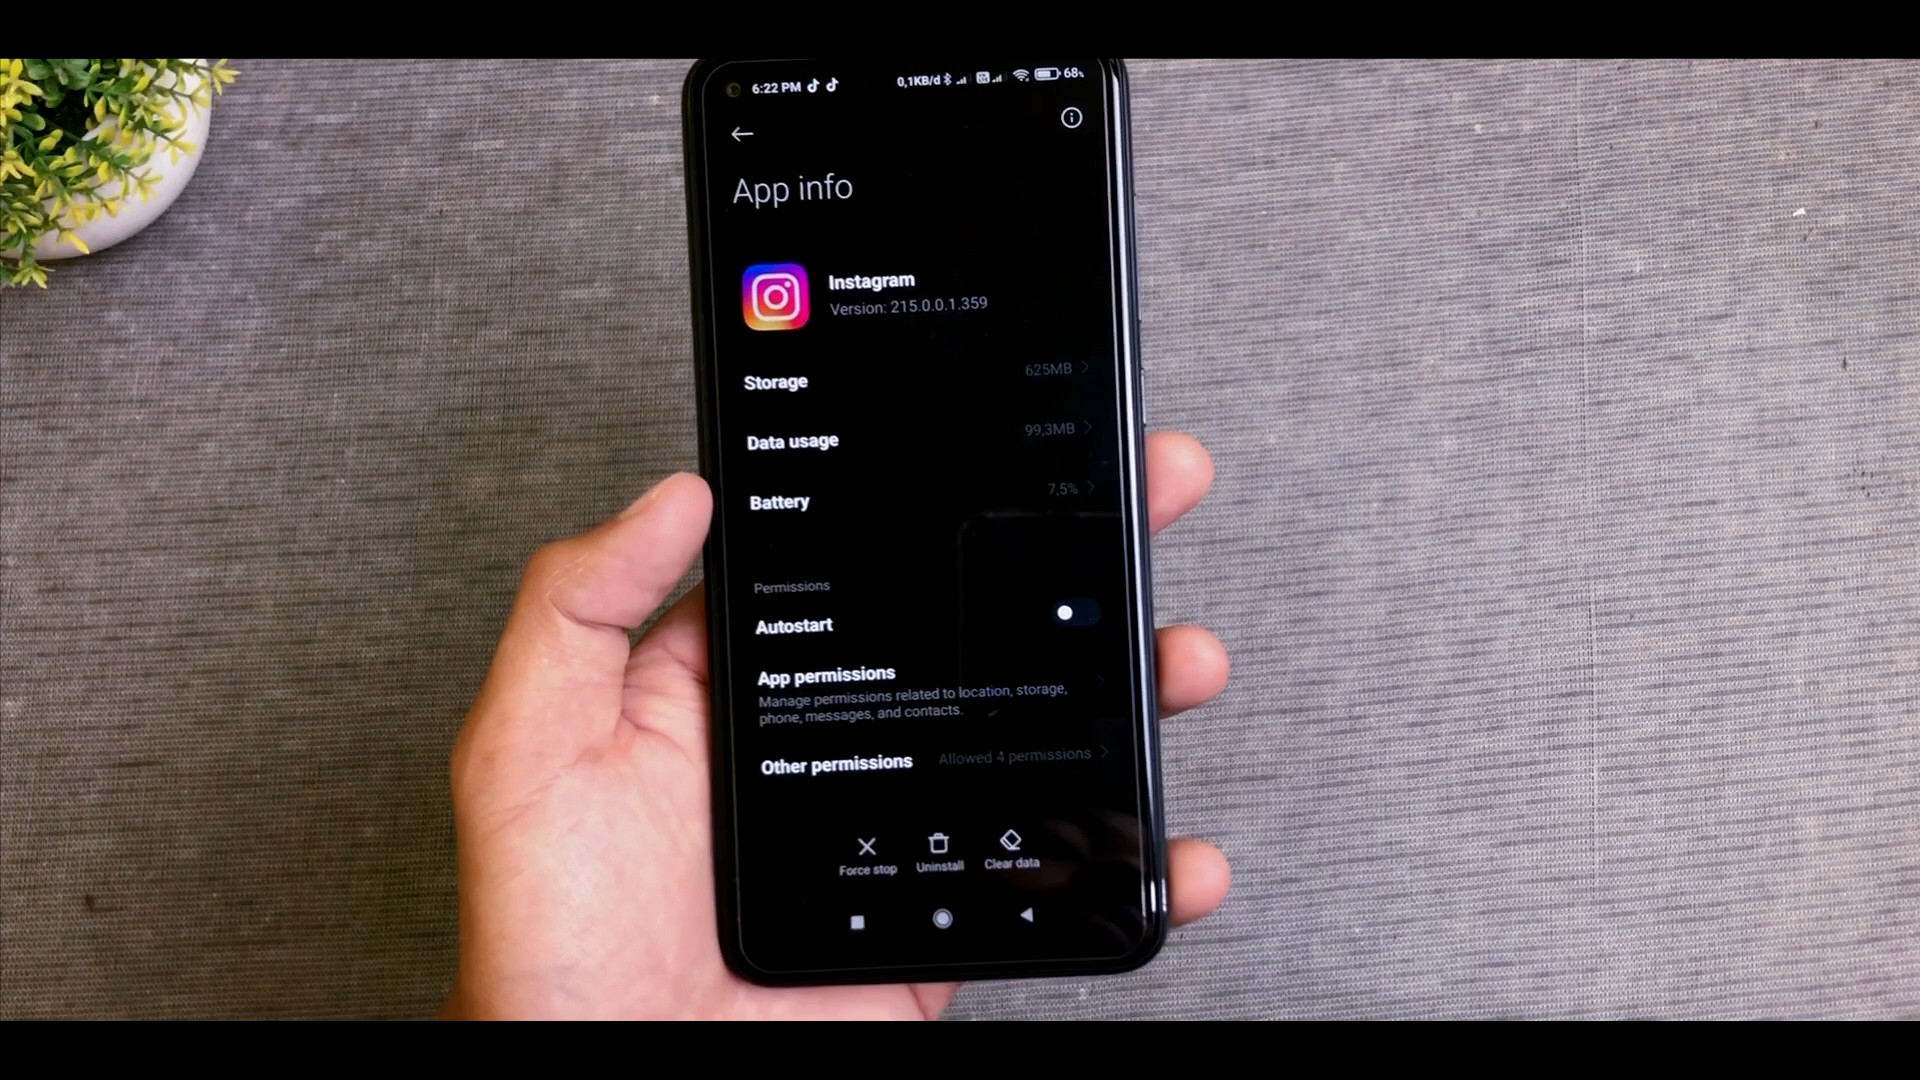 6:22 PM 0,1KB/d 68%
App info
Instagram
Version: 215.0.0.1.359
Storage 625MB
Data usage 99,3MB
Battery 7,5%
Permissions
Autostart
App permissions
Manage permissions related to location, storage,
phone, messages, and contacts.
Other permissions Allowed 4 permissions
Force stop Uninstall Clear data